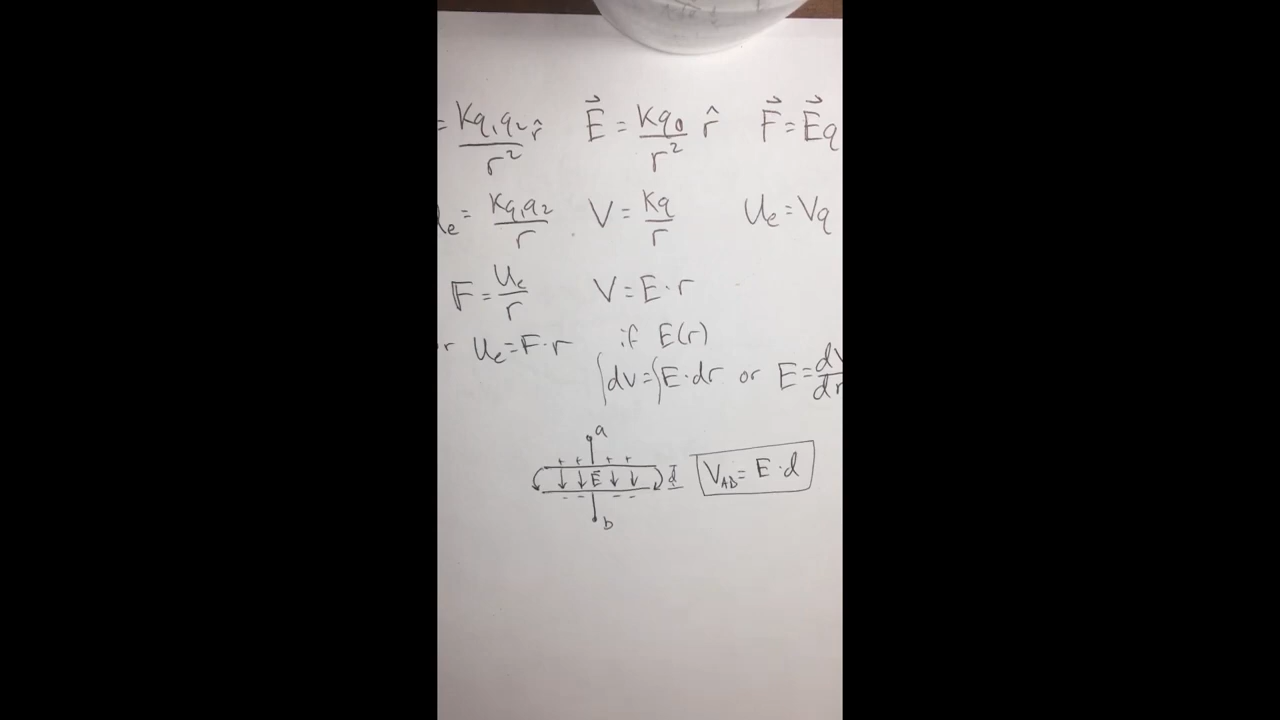 = Kq₁q₂/r² r̂   E⃗ = Kq₀/r² r̂   F⃗ = E⃗q
e = Kq₁q₂/r   V = Kq/r   Ue = Vq
F = Ue/r   V = E · r
r Ue = F · r   if E(r)
∫dv = ∫E · dr or E = dV/dr
a
+ + + +
E   d   V_AB = E · d
- - - -
b